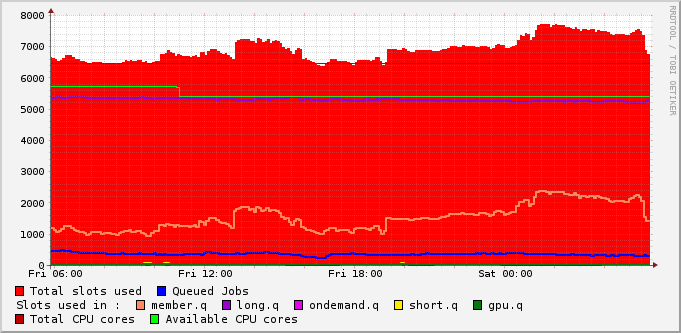 8000
7000
6000
5000
4000
3000
2000
1000
0
Fri 06:00 Fri 12:00 Fri 18:00 Sat 00:00
Total slots used Queued Jobs
Slots used in : member.q long.q ondemand.q short.q gpu.q
Total CPU cores Available CPU cores
RRDTOOL / TOBI OETIKER